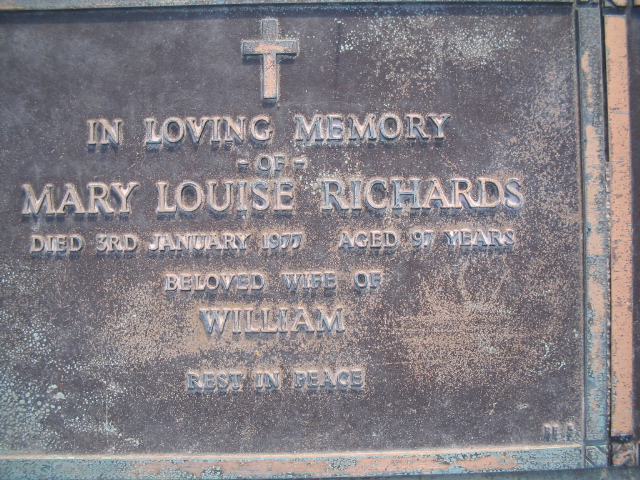 IN LOVING MEMORY
- OF -
MARY LOUISE RICHARDS
DIED 3RD JANUARY 1977 AGED 97 YEARS
BELOVED WIFE OF
WILLIAM
REST IN PEACE